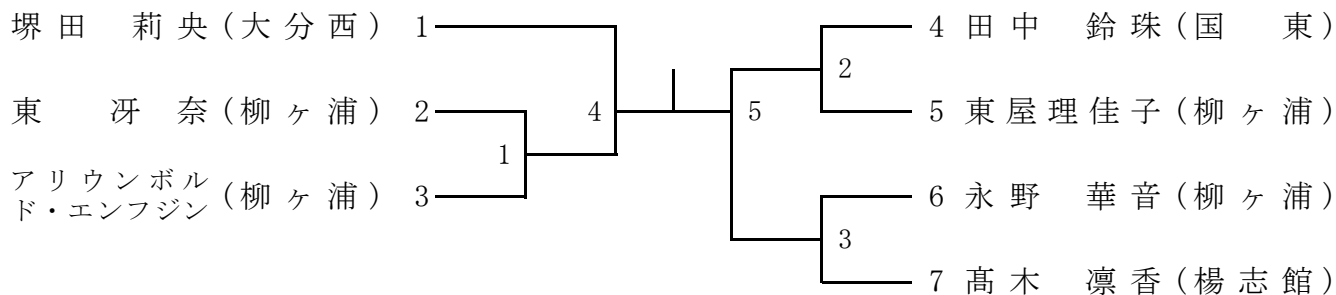 堺田 莉央(大分西) 1
東 冴奈(柳ヶ浦) 2
アリウンボル
ド・エンフジン (柳ヶ浦) 3
1
4
5
2
3
4 田中 鈴珠(国 東)
5 東屋理佳子(柳ヶ浦)
6 永野 華音(柳ヶ浦)
7 髙木 凛香(楊志館)